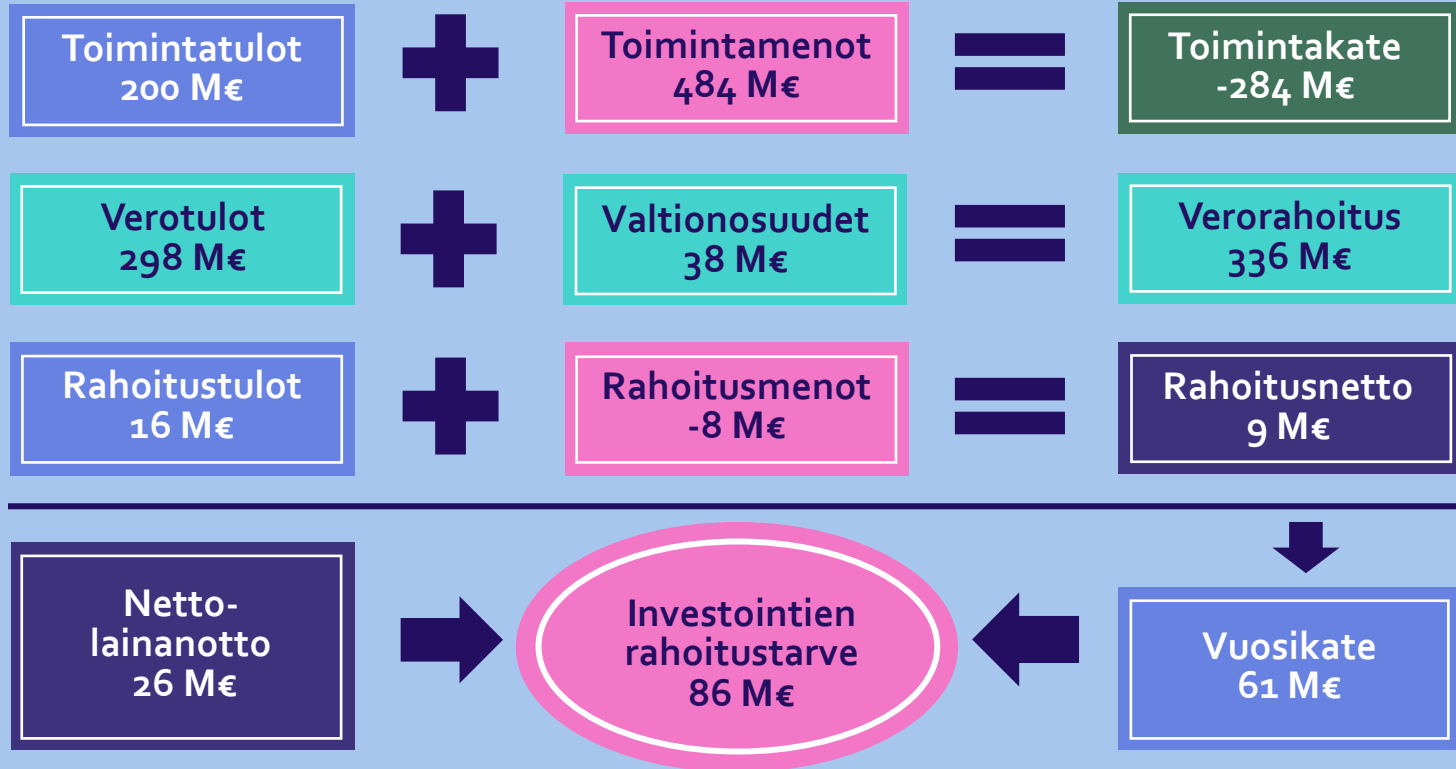 Toimintatulot
200 M€
Toimintamenot
484 M€
Toimintakate
-284 M€
Verotulot
298 M€
Valtionosuudet
38 M€
Verorahoitus
336 M€
Rahoitustulot
16 M€
Rahoitusmenot
-8 M€
Rahoitusnetto
9 M€
Netto-
lainanotto
26 M€
Investointien
rahoitustarve
86 M€
Vuosikate
61 M€